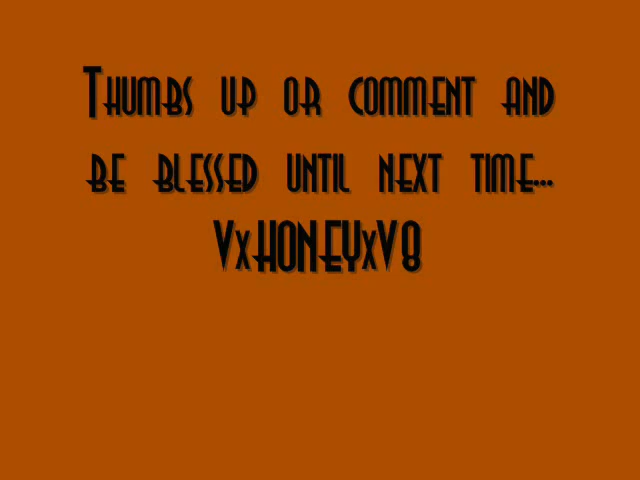 Thumbs up or comment and
be blessed until next time...
VxHONEYxV8